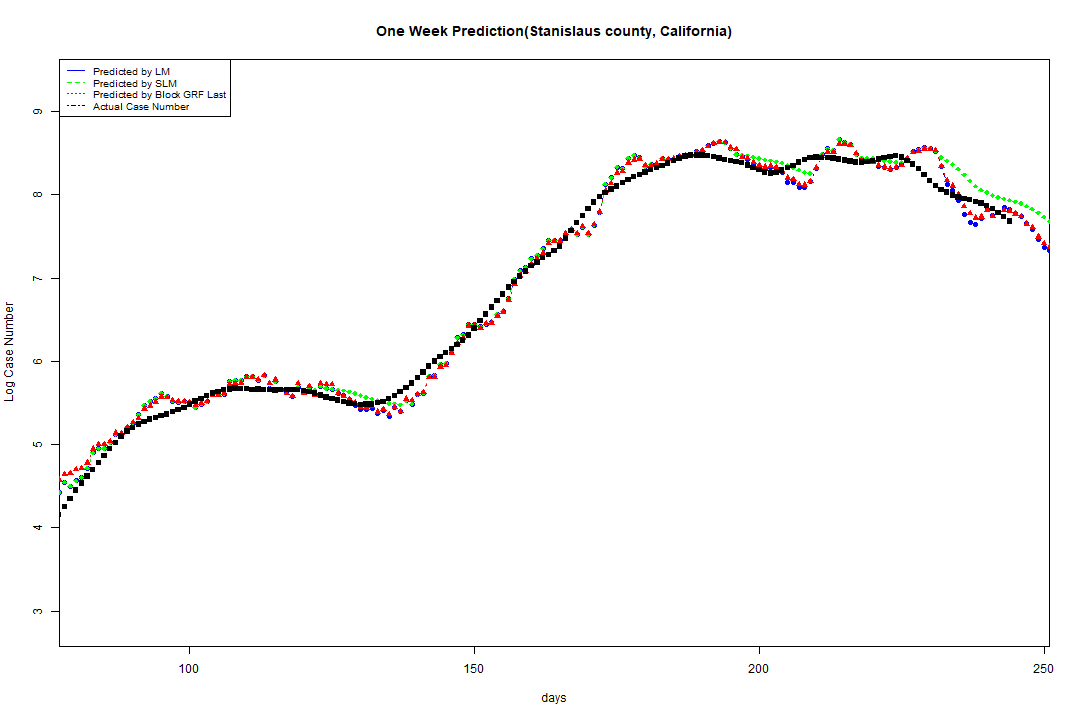 One Week Prediction(Stanislaus county, California)
Predicted by LM
Predicted by SLM
Predicted by Block GRF Last
Actual Case Number
9
8
7
6
5
4
3
Log Case Number
100
150
200
250
days